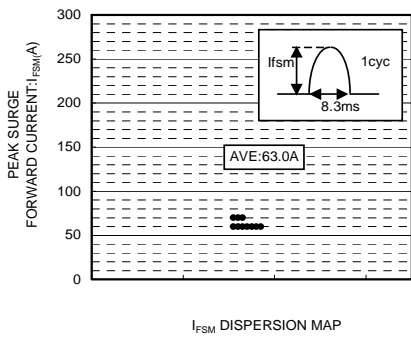 PEAK SURGE
FORWARD CURRENT:IFSM(A)
300
250
200
150
100
50
0
Ifsm
1cyc
8.3ms
AVE:63.0A
IFSM DISPERSION MAP